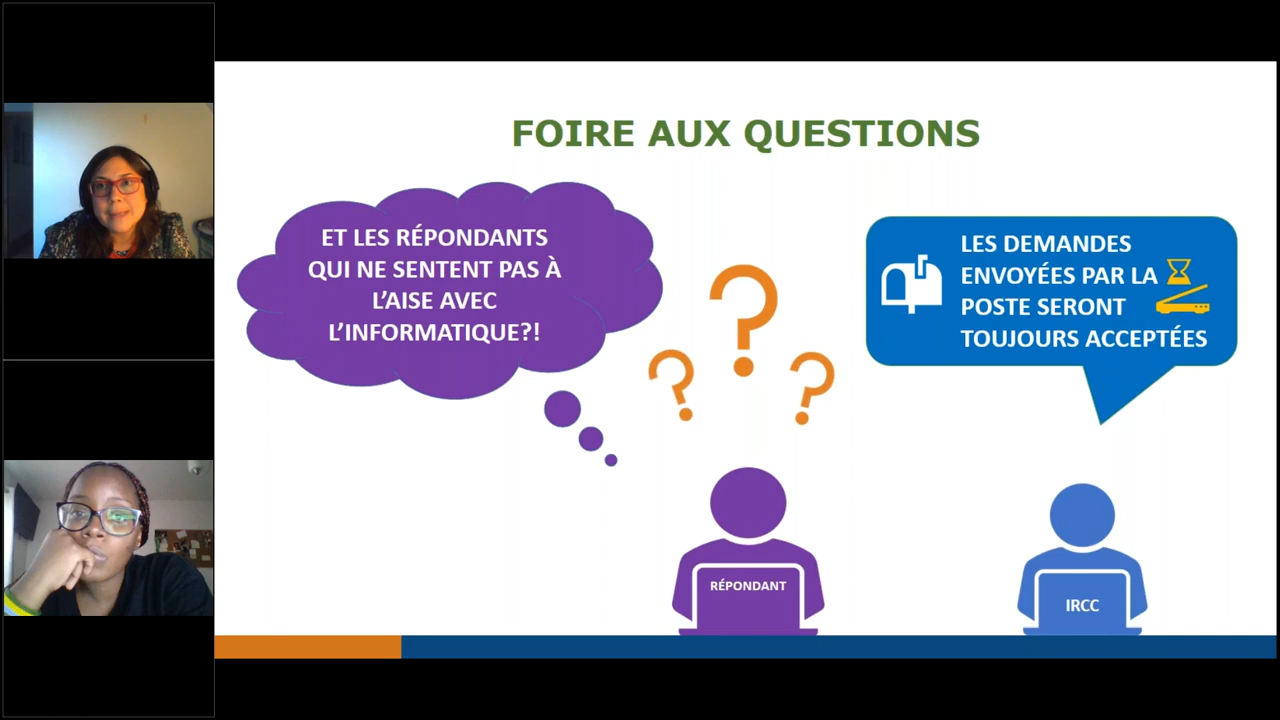 FOIRE AUX QUESTIONS
ET LES RÉPONDANTS
QUI NE SENTENT PAS À
L'AISE AVEC
L'INFORMATIQUE?!
LES DEMANDES
ENVOYÉES PAR LA
POSTE SERONT
TOUJOURS ACCEPTÉES
RÉPONDANT
IRCC